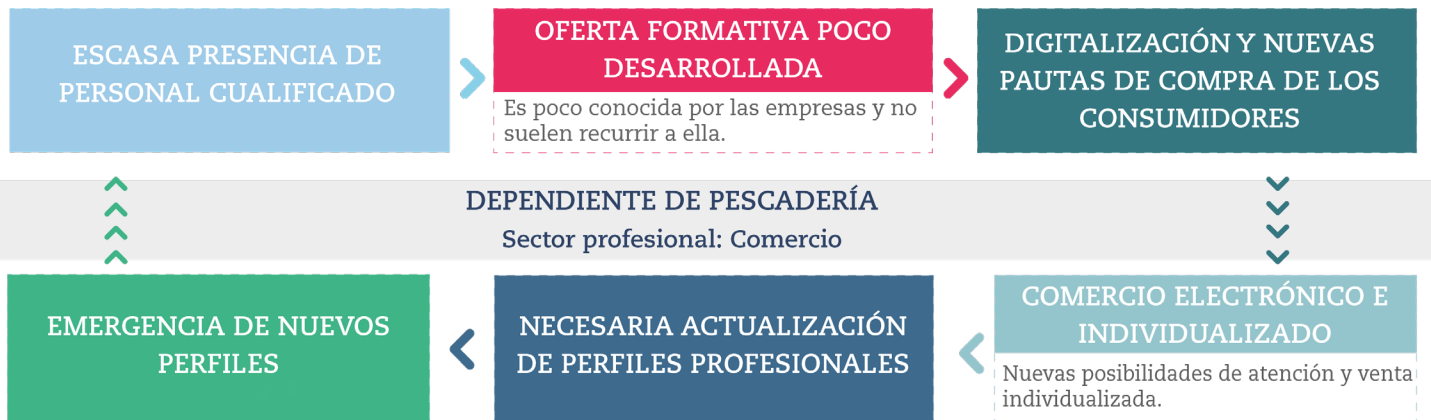 ESCASA PRESENCIA DE
PERSONAL CUALIFICADO
OFERTA FORMATIVA POCO
DESARROLLADA
Es poco conocida por las empresas y no
suelen recurrir a ella.
DIGITALIZACIÓN Y NUEVAS
PAUTAS DE COMPRA DE LOS
CONSUMIDORES
DEPENDIENTE DE PESCADERÍA
Sector profesional: Comercio
EMERGENCIA DE NUEVOS
PERFILES
NECESARIA ACTUALIZACIÓN
DE PERFILES PROFESIONALES
COMERCIO ELECTRÓNICO E
INDIVIDUALIZADO
Nuevas posibilidades de atención y venta
individualizada.